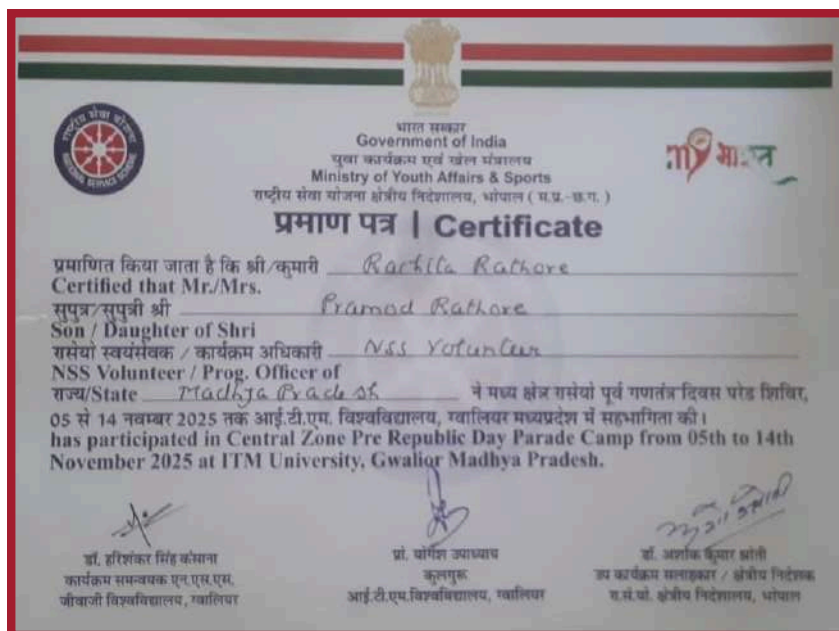 राष्ट्रीय सेवा योजना
NATIONAL SERVICE SCHEME
my भारत
भारत सरकार
Government of India
युवा कार्यक्रम एवं खेल मंत्रालय
Ministry of Youth Affairs & Sports
राष्ट्रीय सेवा योजना क्षेत्रीय निदेशालय, भोपाल ( म.प्र.-छ.ग. )
प्रमाण पत्र | Certificate
प्रमाणित किया जाता है कि श्री/कुमारी Rachita Rathore
Certified that Mr./Mrs.
सुपुत्र/सुपुत्री श्री Pramod Rathore
Son / Daughter of Shri
रासेयो स्वयंसेवक / कार्यक्रम अधिकारी NSS Volunteer
NSS Volunteer / Prog. Officer of
राज्य/State Madhya Pradesh ने मध्य क्षेत्र रासेयो पूर्व गणतंत्र दिवस परेड शिविर,
05 से 14 नवम्बर 2025 तक आई.टी.एम. विश्वविद्यालय, ग्वालियर मध्यप्रदेश में सहभागिता की।
has participated in Central Zone Pre Republic Day Parade Camp from 05th to 14th
November 2025 at ITM University, Gwalior Madhya Pradesh.
डॉ. हरिशंकर सिंह कंसाना
कार्यक्रम समन्वयक एन.एस.एस.
जीवाजी विश्वविद्यालय, ग्वालियर
प्रो. योगेश उपाध्याय
कुलगुरू
आई.टी.एम.विश्वविद्यालय, ग्वालियर
डॉ. अशोक कुमार श्रोती
उप कार्यक्रम सलाहकार / क्षेत्रीय निदेशक
रा.से.यो. क्षेत्रीय निदेशालय, भोपाल